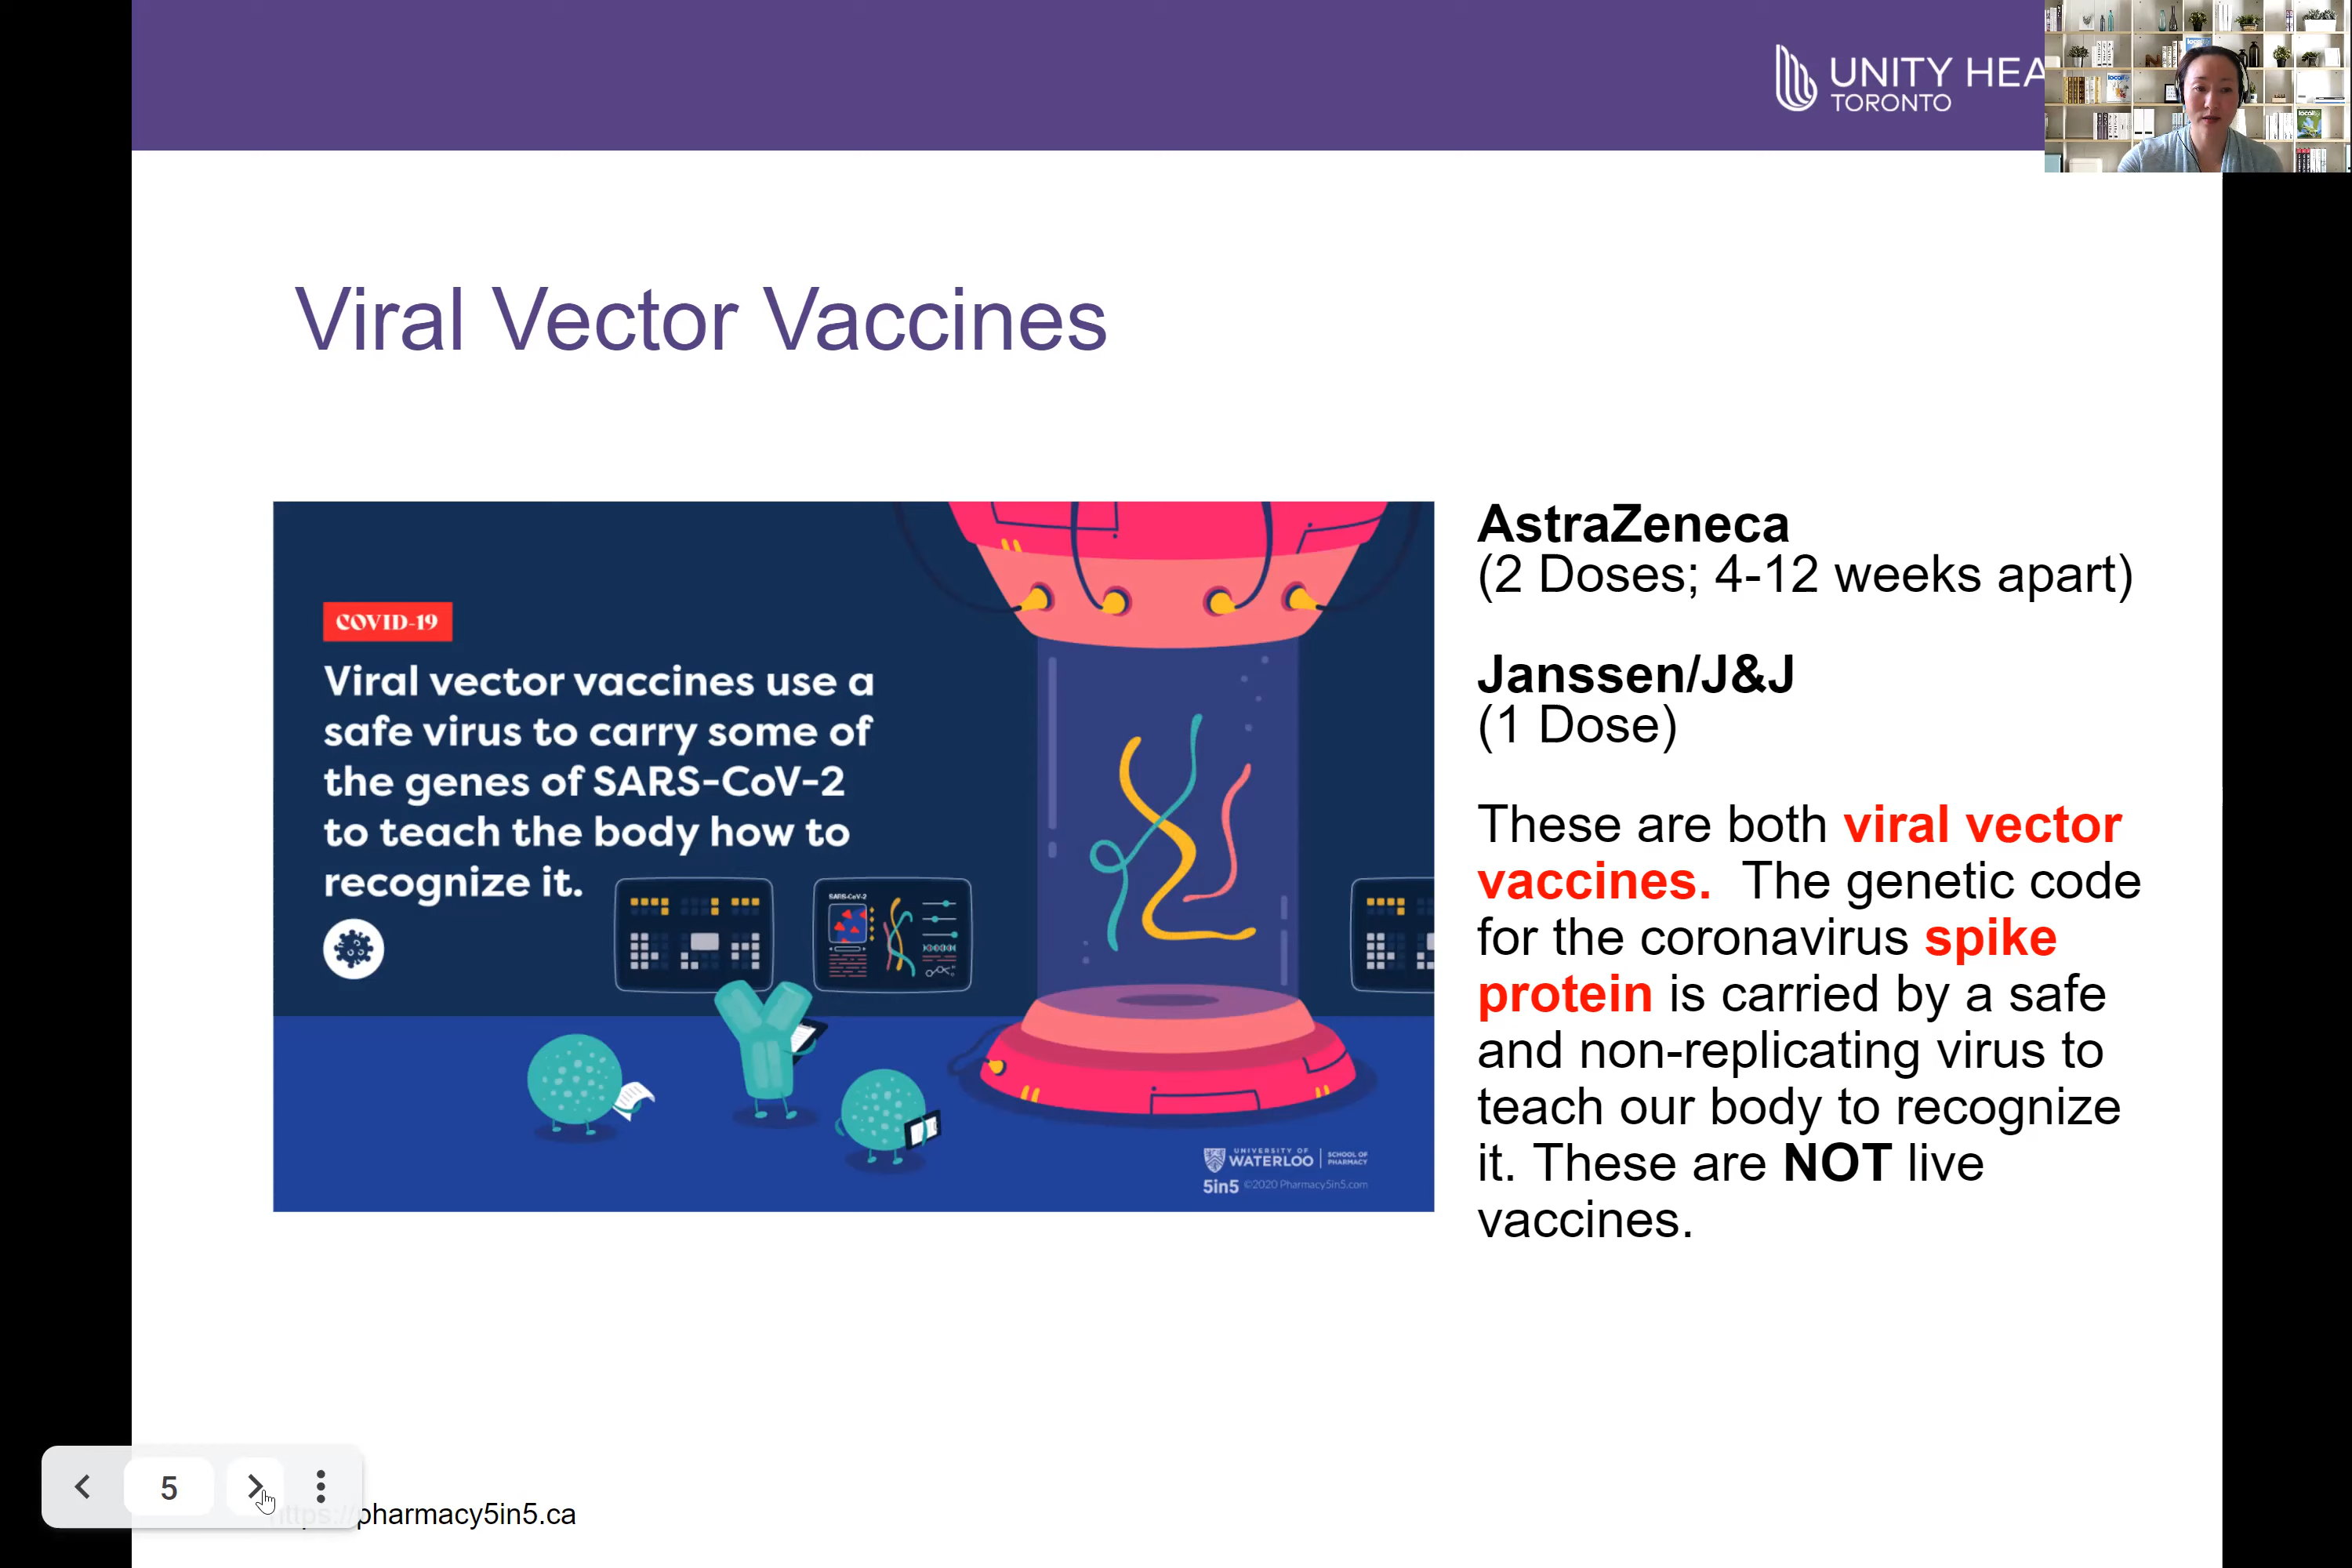 UNITY HEA
TORONTO
Viral Vector Vaccines
COVID-19
Viral vector vaccines use a
safe virus to carry some of
the genes of SARS-CoV-2
to teach the body how to
recognize it.
SARS-CoV-2
UNIVERSITY OF
WATERLOO
SCHOOL OF
PHARMACY
5in5 ©2020 Pharmacy5in5.com
AstraZeneca
(2 Doses; 4-12 weeks apart)
Janssen/J&J
(1 Dose)
These are both viral vector
vaccines. The genetic code
for the coronavirus spike
protein is carried by a safe
and non-replicating virus to
teach our body to recognize
it. These are NOT live
vaccines.
5
https://pharmacy5in5.ca